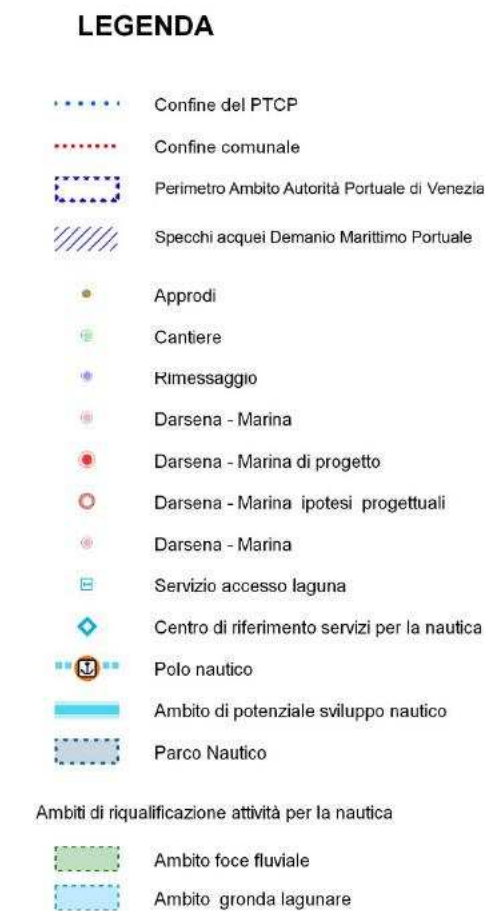 LEGENDA
Confine del PTCP
Confine comunale
Perimetro Ambito Autorità Portuale di Venezia
Specchi acquei Demanio Marittimo Portuale
Approdi
Cantiere
Rimessaggio
Darsena - Marina
Darsena - Marina di progetto
Darsena - Marina ipotesi progettuali
Darsena - Marina
Servizio accesso laguna
Centro di riferimento servizi per la nautica
Polo nautico
Ambito di potenziale sviluppo nautico
Parco Nautico
Ambiti di riqualificazione attività per la nautica
Ambito foce fluviale
Ambito gronda lagunare